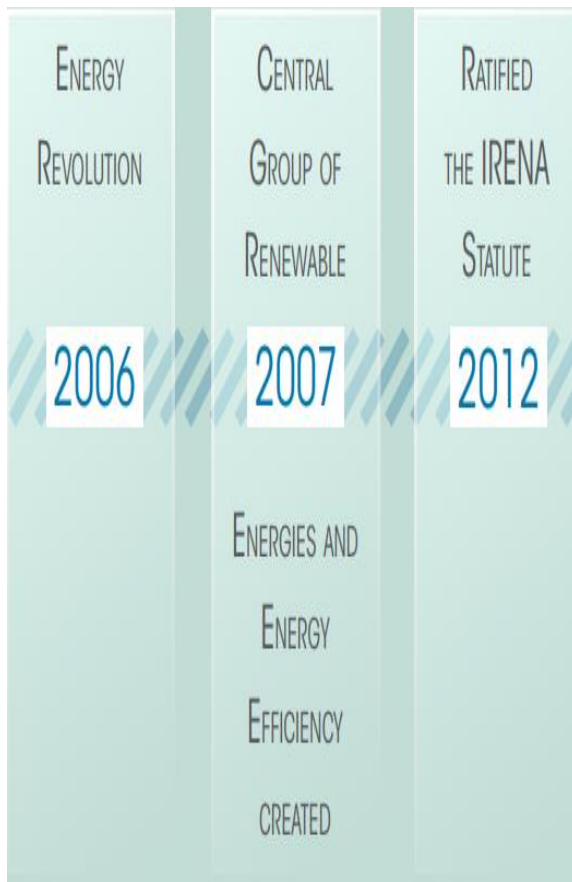 ENERGY
REVOLUTION
2006
CENTRAL
GROUP OF
RENEWABLE
2007
ENERGIES AND
ENERGY
EFFICIENCY
CREATED
RATIFIED
THE IRENA
STATUTE
2012